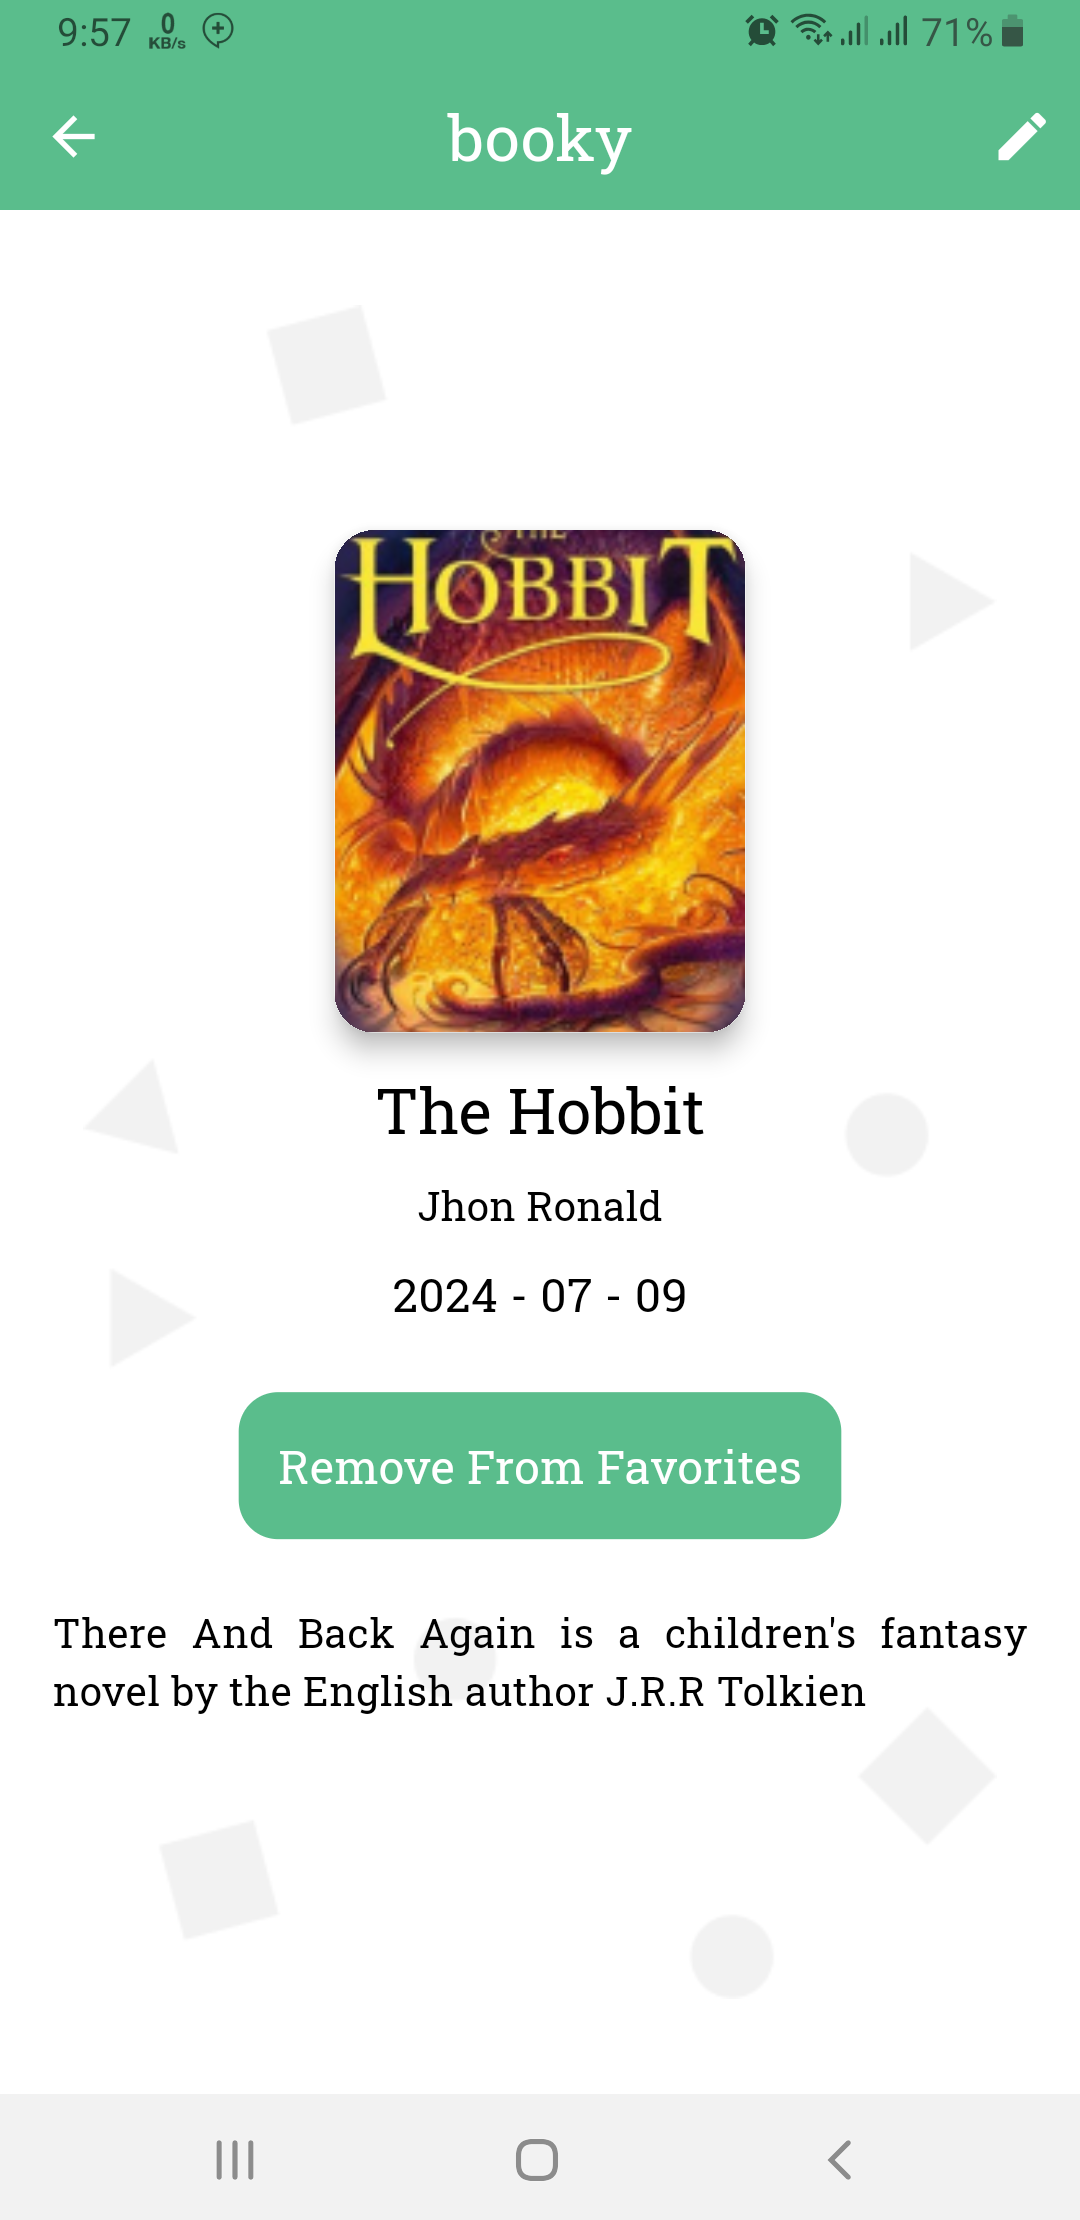 9:57 0 KB/s 71%
booky
THE
HOBBIT
The Hobbit
Jhon Ronald
2024 - 07 - 09
Remove From Favorites
There And Back Again is a children's fantasy
novel by the English author J.R.R Tolkien